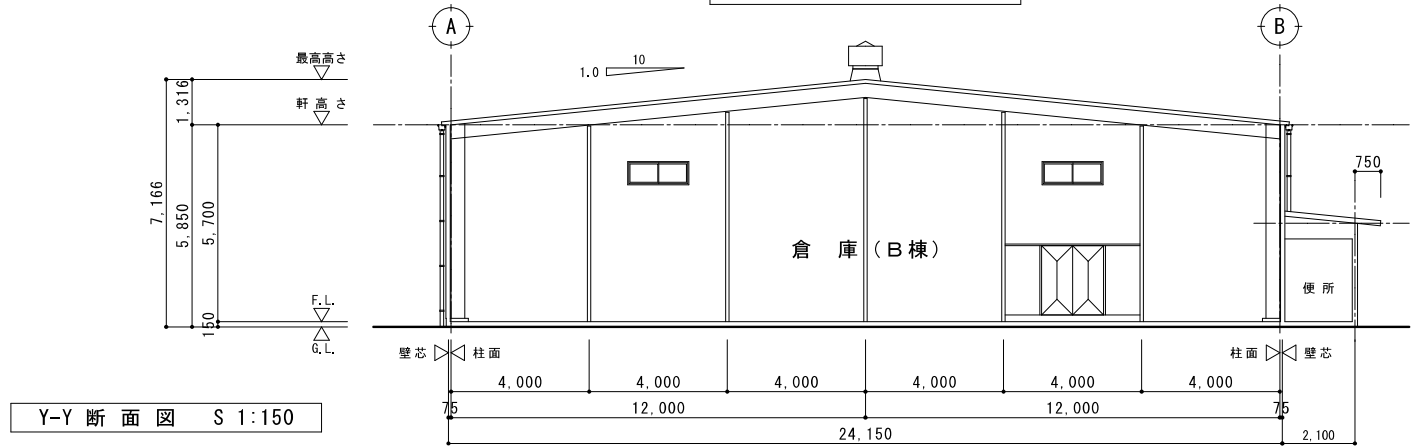 A
B
最高高さ
10
1.0
1,316
軒高さ
750
7,166
5,850
5,700
倉庫(B棟)
便所
F.L.
150
G.L.
壁芯 柱面
柱面 壁芯
4,000 4,000 4,000 4,000 4,000 4,000
75 12,000 12,000 75
Y-Y 断面図 S 1:150
24,150 2,100